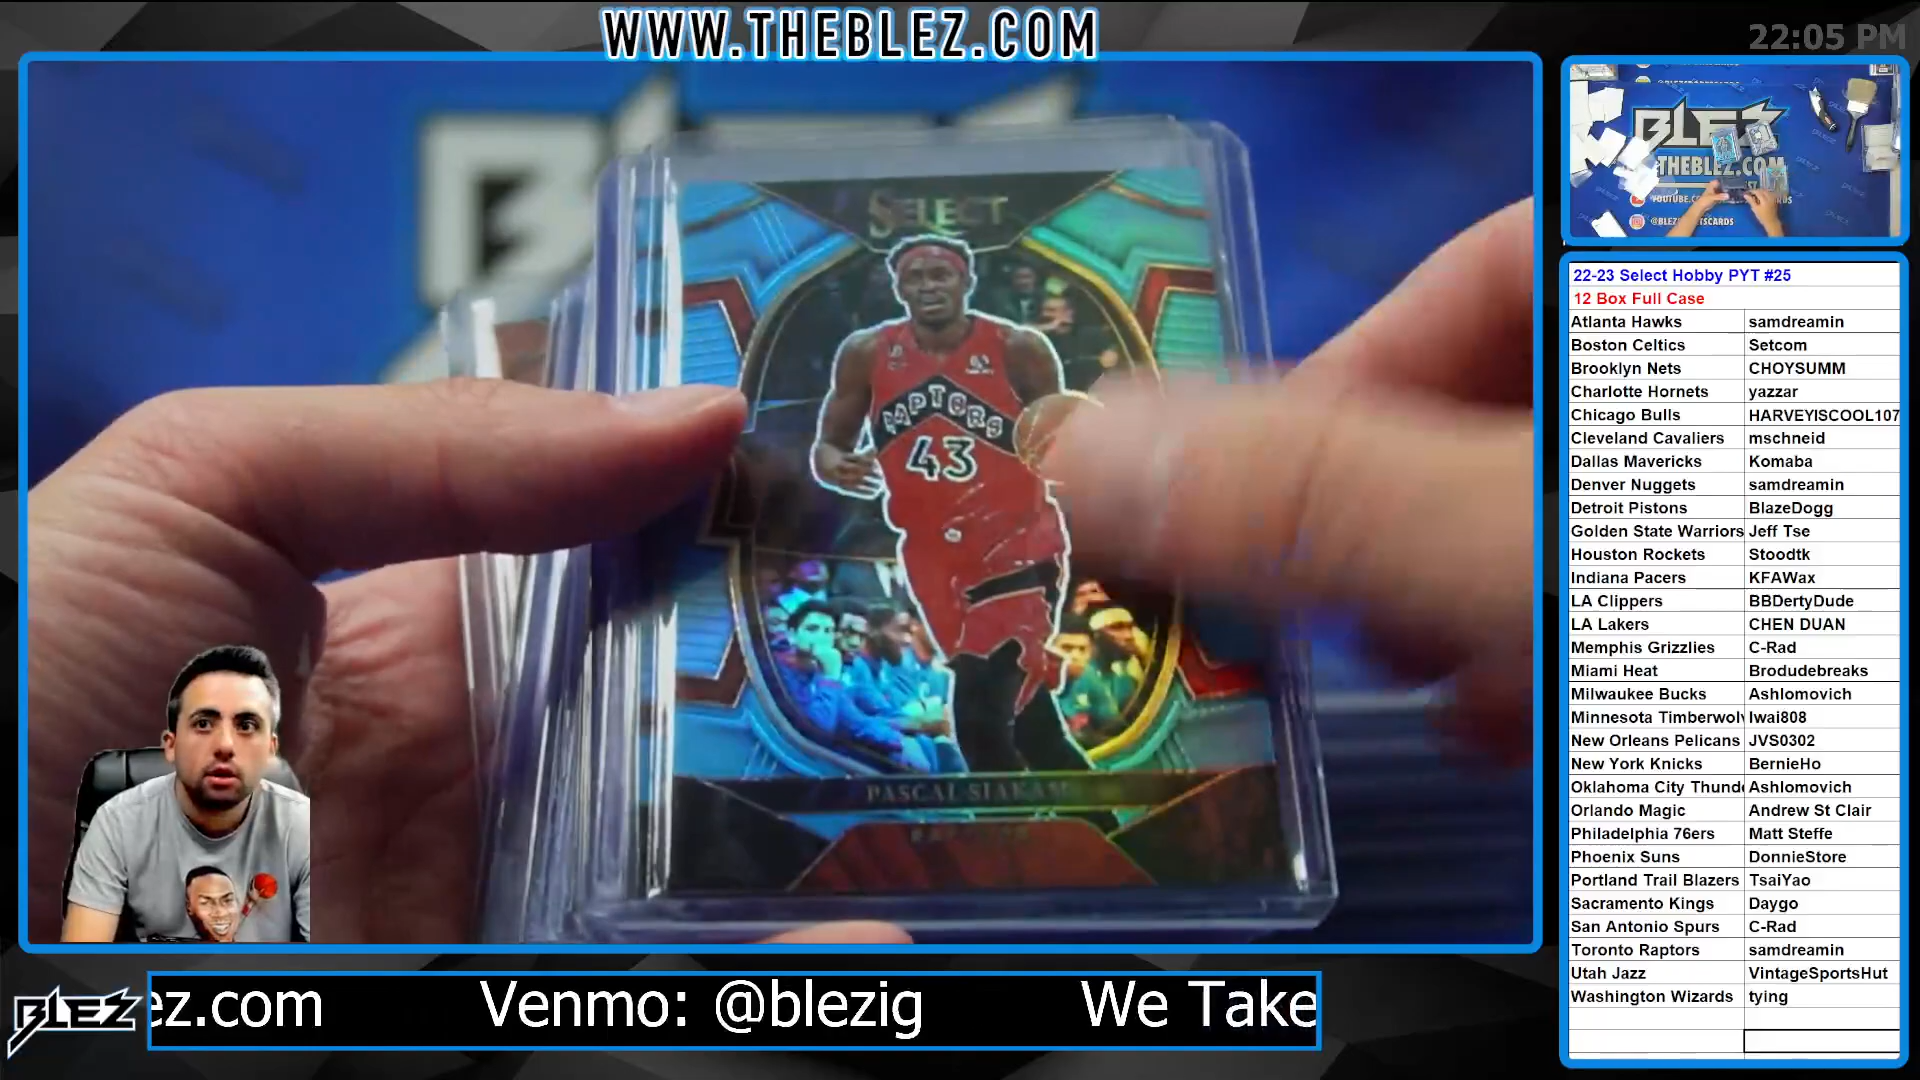 WWW.THEBLEZ.COM
22:05 PM
BLEZ
THEBLEZ.COM
SELECT
RAPTORS
43
PASCAL SIAKAM
22-23 Select Hobby PYT #25
12 Box Full Case
Atlanta Hawks samdreamin
Boston Celtics Setcom
Brooklyn Nets CHOYSUMM
Charlotte Hornets yazzar
Chicago Bulls HARVEYISCOOL107
Cleveland Cavaliers mschneid
Dallas Mavericks Komaba
Denver Nuggets samdreamin
Detroit Pistons BlazeDogg
Golden State Warriors Jeff Tse
Houston Rockets Stoodtk
Indiana Pacers KFAWax
LA Clippers BBDertyDude
LA Lakers CHEN DUAN
Memphis Grizzlies C-Rad
Miami Heat Brodudebreaks
Milwaukee Bucks Ashlomovich
Minnesota Timberwolv Iwai808
New Orleans Pelicans JVS0302
New York Knicks BernieHo
Oklahoma City Thund Ashlomovich
Orlando Magic Andrew St Clair
Philadelphia 76ers Matt Steffe
Phoenix Suns DonnieStore
Portland Trail Blazers TsaiYao
Sacramento Kings Daygo
San Antonio Spurs C-Rad
Toronto Raptors samdreamin
Utah Jazz VintageSportsHut
Washington Wizards tying
BLEZ
ez.com Venmo: @blezig We Take